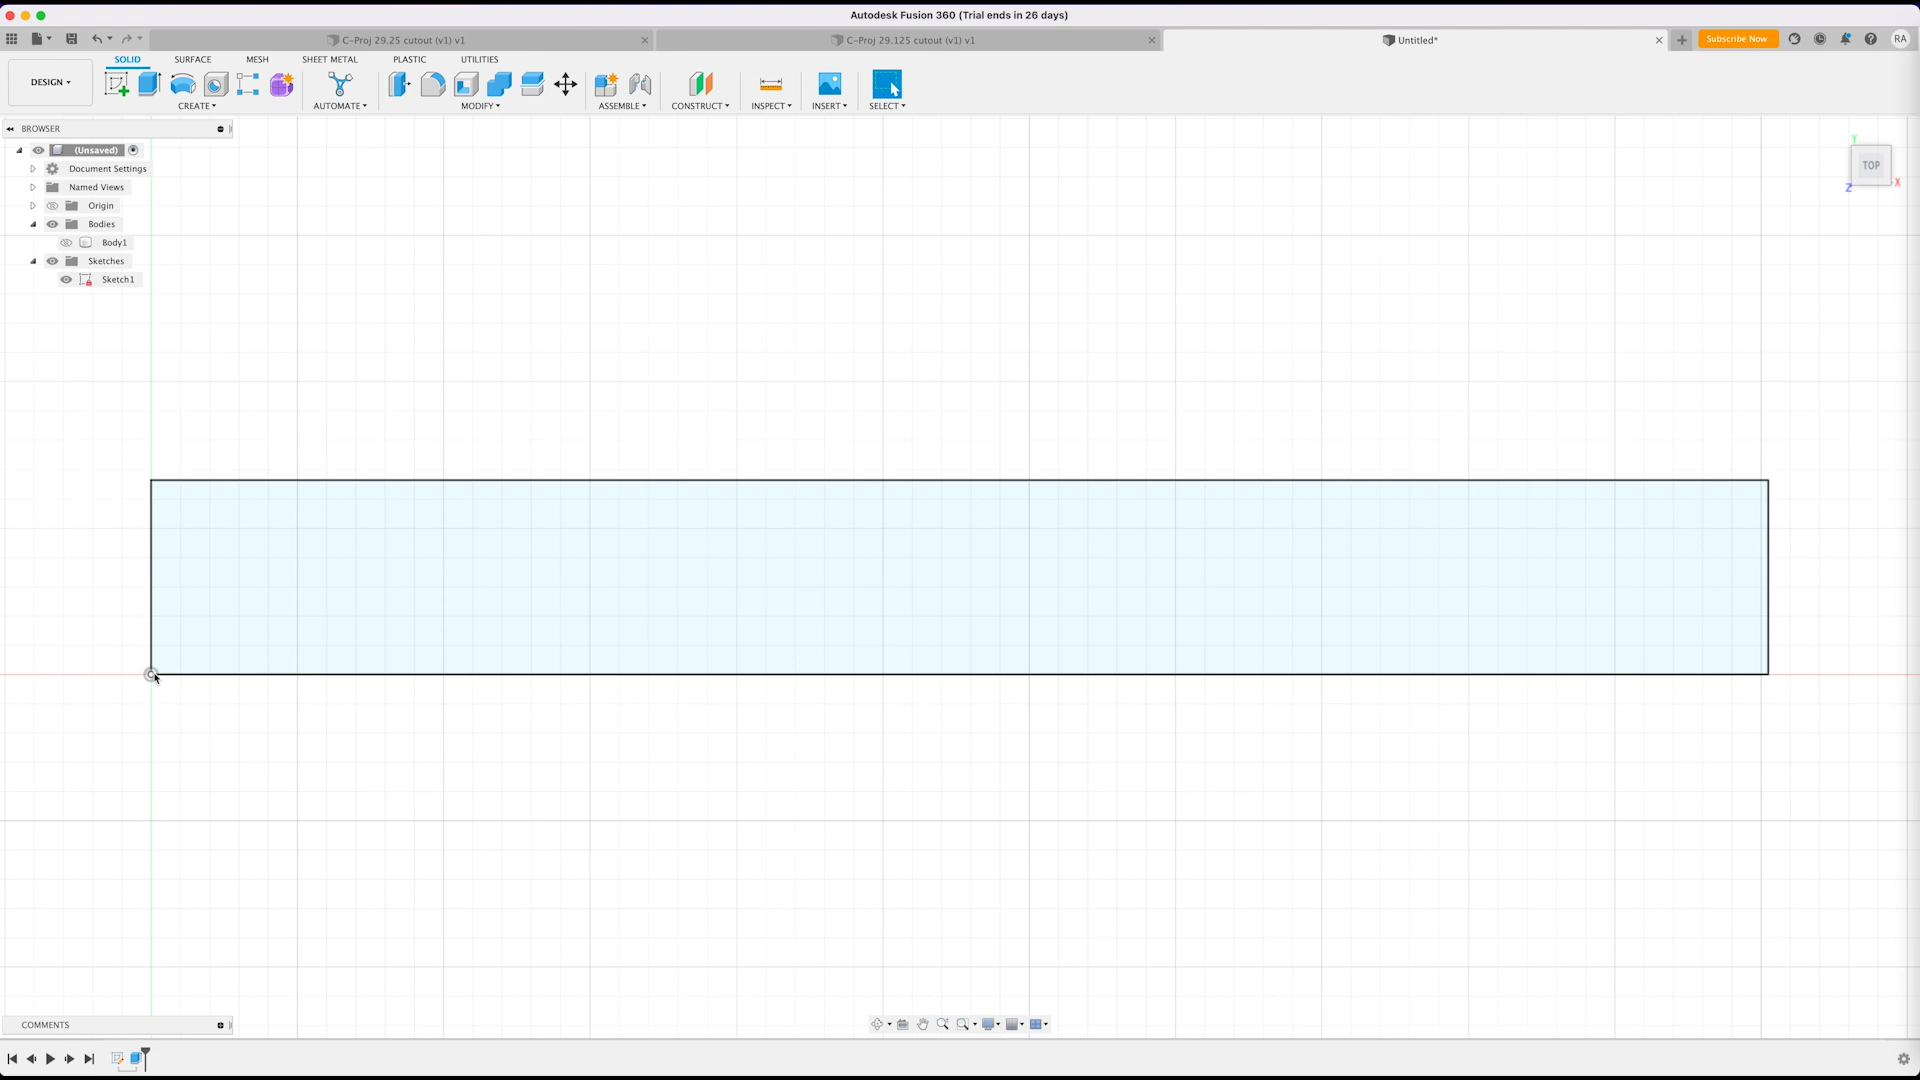 Autodesk Fusion 360 (Trial ends in 26 days)
C-Proj 29.25 cutout (v1) v1
C-Proj 29.125 cutout (v1) v1
Untitled*
Subscribe Now
RA
SOLID
SURFACE
MESH
SHEET METAL
PLASTIC
UTILITIES
DESIGN
CREATE
AUTOMATE
MODIFY
ASSEMBLE
CONSTRUCT
INSPECT
INSERT
SELECT
BROWSER
(Unsaved)
Document Settings
Named Views
Origin
Bodies
Body1
Sketches
Sketch1
Y
TOP
Z
X
COMMENTS